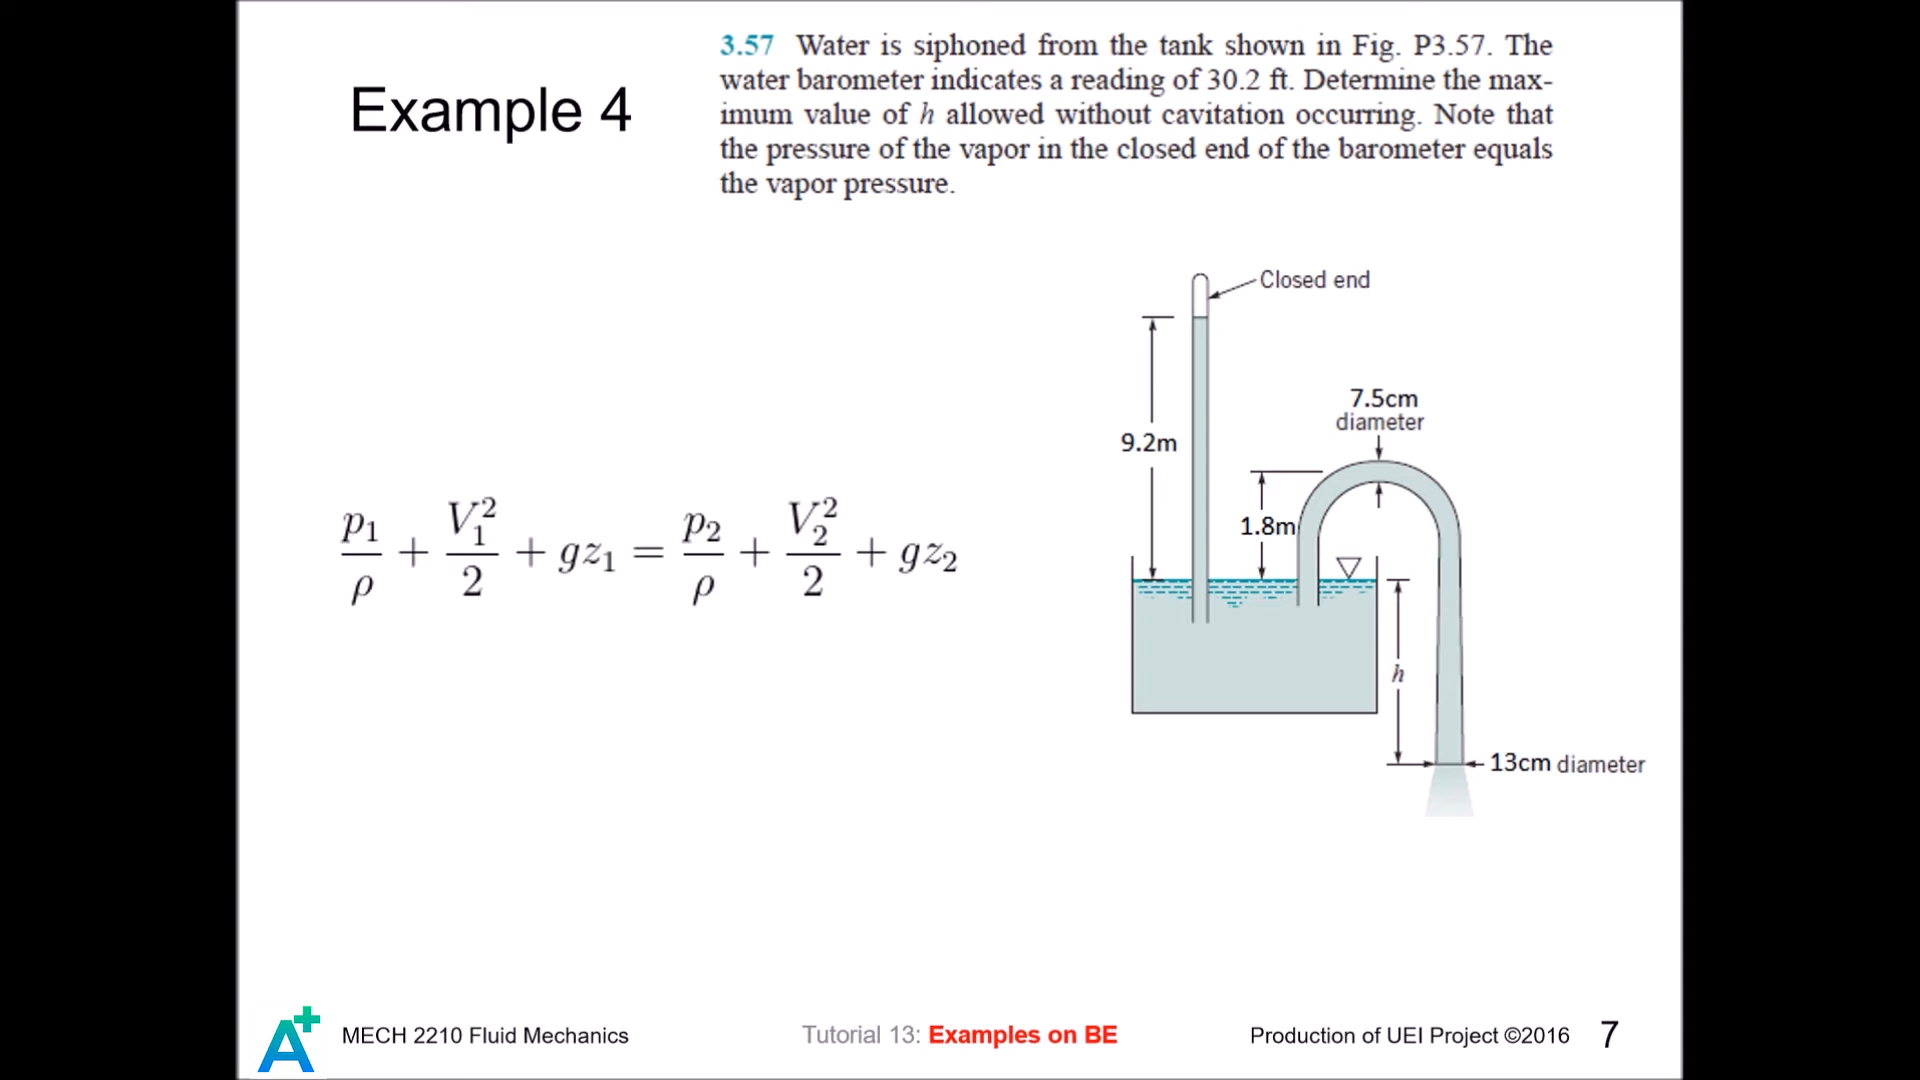 Example 4
3.57 Water is siphoned from the tank shown in Fig. P3.57. The
water barometer indicates a reading of 30.2 ft. Determine the max-
imum value of h allowed without cavitation occurring. Note that
the pressure of the vapor in the closed end of the barometer equals
the vapor pressure.
Closed end
7.5cm
diameter
9.2m
1.8m
h
13cm diameter
p₁/ρ + V₁²/2 + gz₁ = p₂/ρ + V₂²/2 + gz₂
A+
MECH 2210 Fluid Mechanics
Tutorial 13: Examples on BE
Production of UEI Project ©2016
7